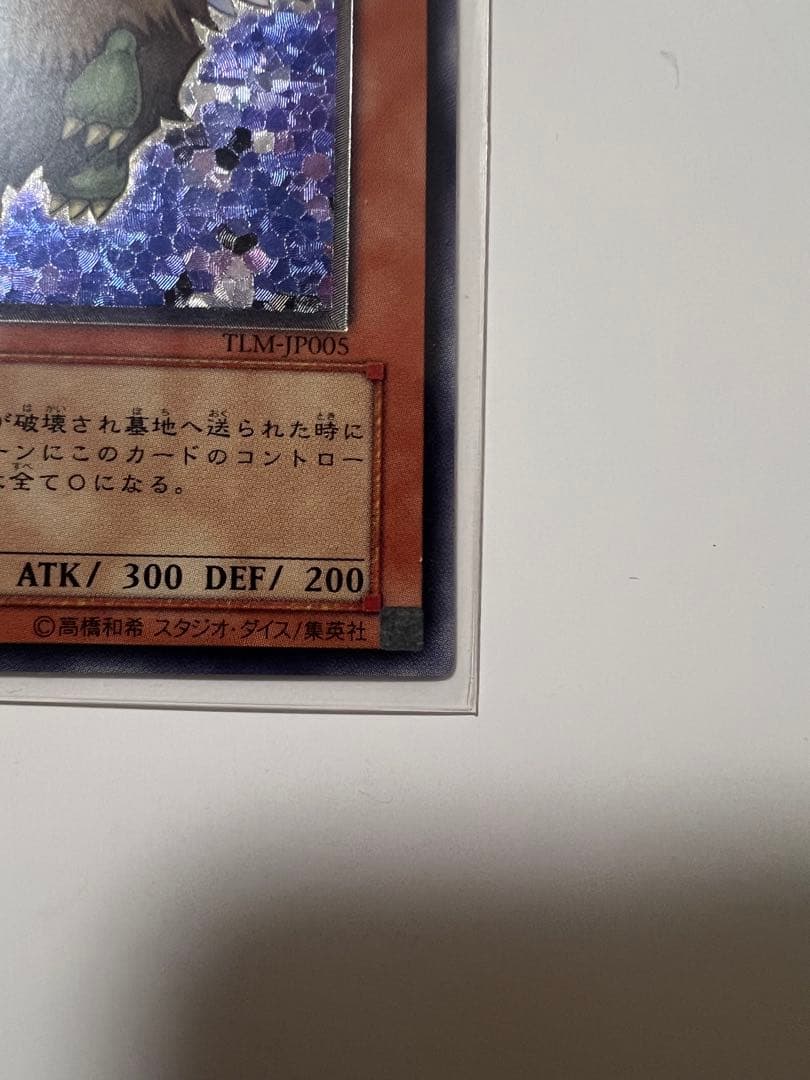 TLM-JP005
が破壊され墓地へ送られた時に
ーンにこのカードのコントロー
全て0になる。
ATK/ 300 DEF/ 200
©高橋和希 スタジオ・ダイス/集英社